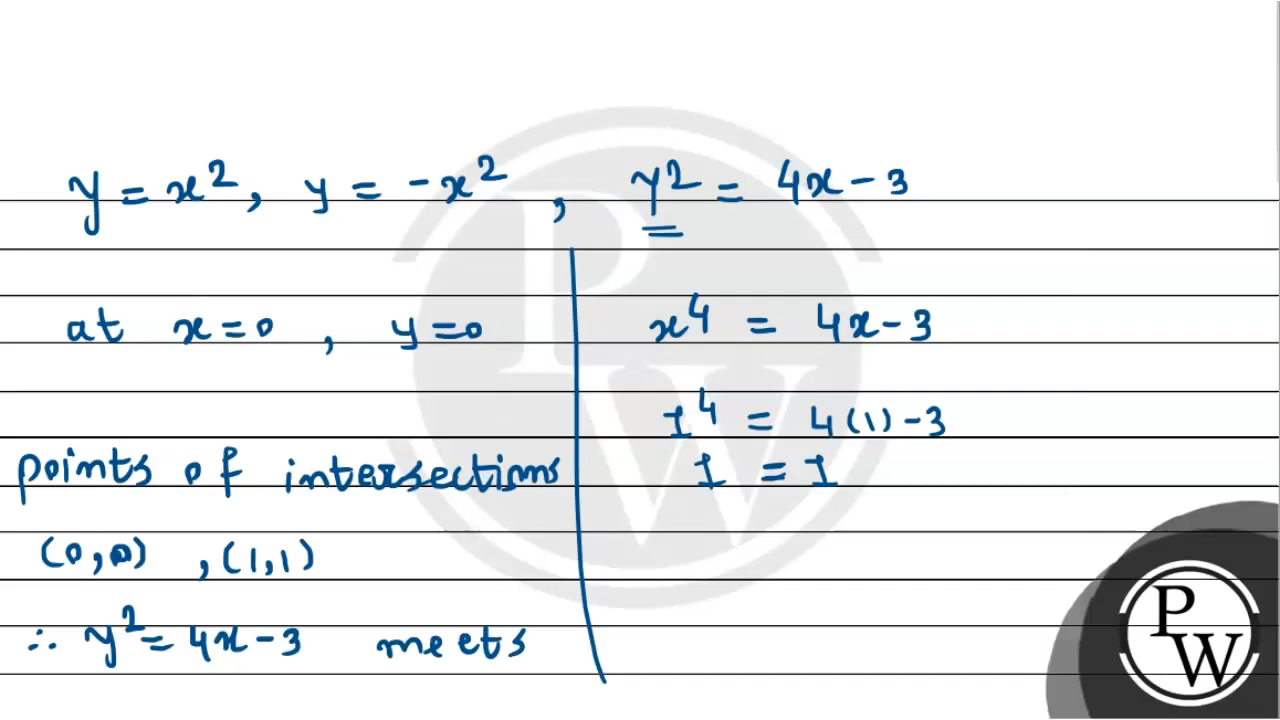 y = x², y = -x², y² = 4x-3
at x=0, y=0
points of intersections
(0,0), (1,1)
∴ y² = 4x-3 meets
x⁴ = 4x-3
1⁴ = 4(1)-3
1 = 1
P
W
P
W